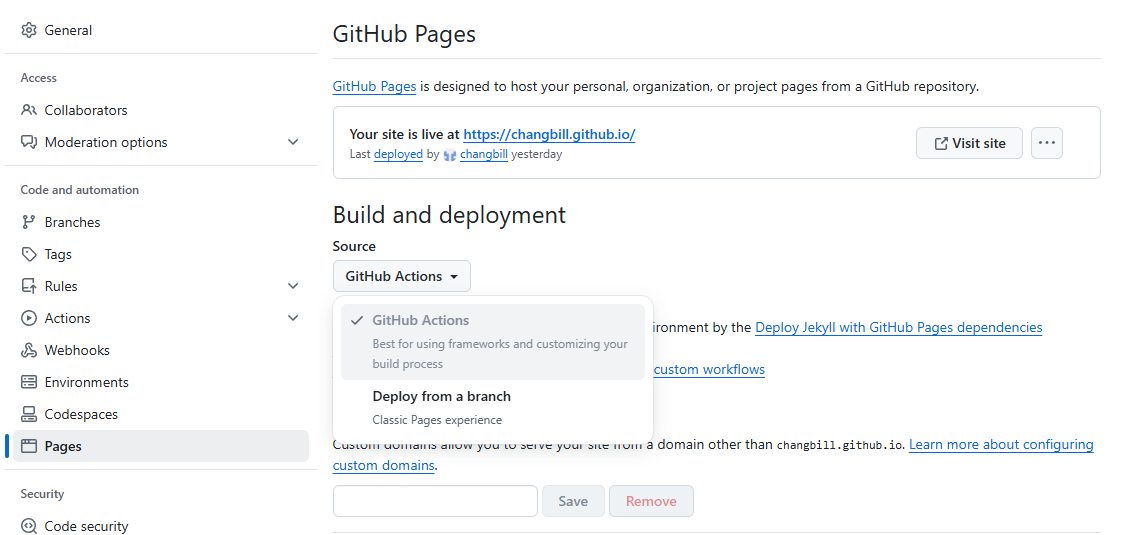 General
Access
Collaborators
Moderation options
Code and automation
Branches
Tags
Rules
Actions
Webhooks
Environments
Codespaces
Pages
Security
Code security
GitHub Pages
GitHub Pages is designed to host your personal, organization, or project pages from a GitHub repository.
Your site is live at https://changbill.github.io/
Last deployed by changbill yesterday
Visit site
Build and deployment
Source
GitHub Actions
GitHub Actions
Best for using frameworks and customizing your
build process
Deploy from a branch
Classic Pages experience
ironment by the Deploy Jekyll with GitHub Pages dependencies
custom workflows
Custom domains allow you to serve your site from a domain other than changbill.github.io. Learn more about configuring
custom domains.
Save
Remove